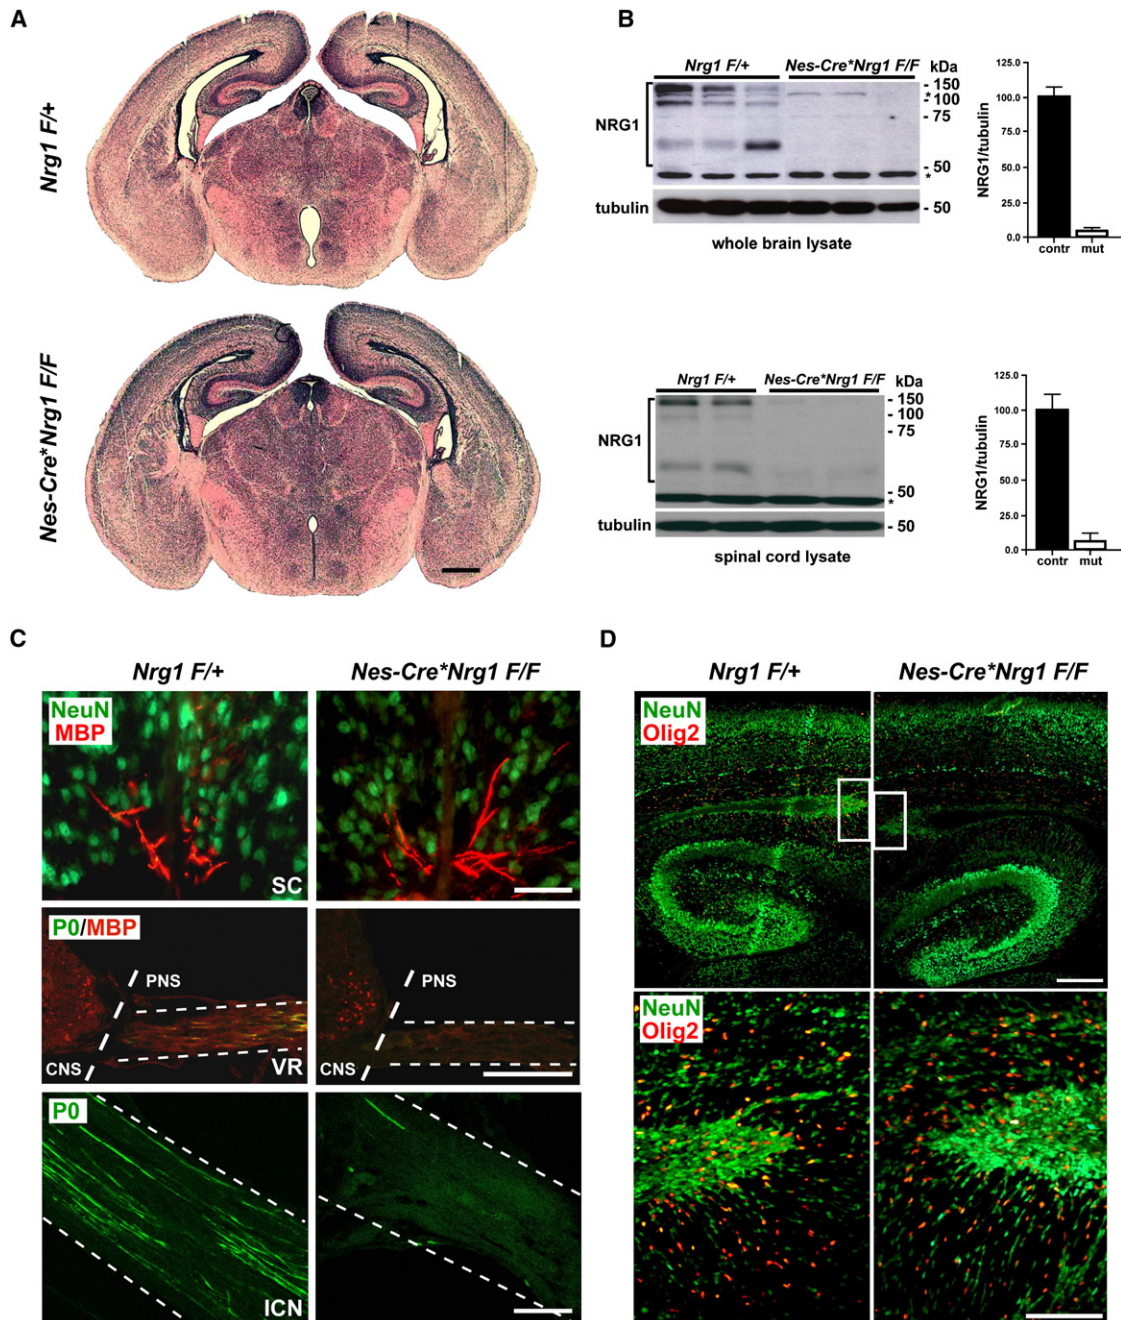 A
Nrg1 F/+
Nes-Cre*Nrg1 F/F
B
Nrg1 F/+ Nes-Cre*Nrg1 F/F kDa
NRG1
- 150
* - 100
- 75
50
*
tubulin - 50
whole brain lysate
NRG1/tubulin
125.0
100.0
75.0
50.0
25.0
0.0
contr mut
Nrg1 F/+ Nes-Cre*Nrg1 F/F kDa
NRG1
- 150
- 100
- 75
- 50
*
tubulin - 50
spinal cord lysate
NRG1/tubulin
125.0
100.0
75.0
50.0
25.0
0.0
contr mut
C
Nrg1 F/+ Nes-Cre*Nrg1 F/F
NeuN
MBP
SC
P0/MBP
PNS
CNS
VR
PNS
CNS
P0
ICN
D
Nrg1 F/+ Nes-Cre*Nrg1 F/F
NeuN
Olig2
NeuN
Olig2